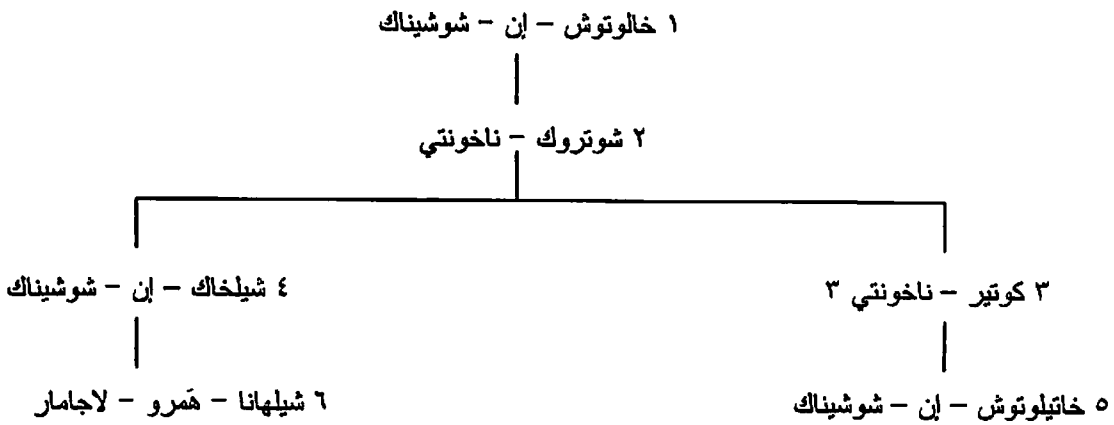 ١ خالوتوش – إن – شوشيناك
٢ شوتروك – ناخونتي
٣ كوتير – ناخونتي ٣
٤ شيلخاك – إن – شوشيناك
٥ خاتيلوتوش – إن – شوشيناك
٦ شيلهانا – هَمرو – لاجامار